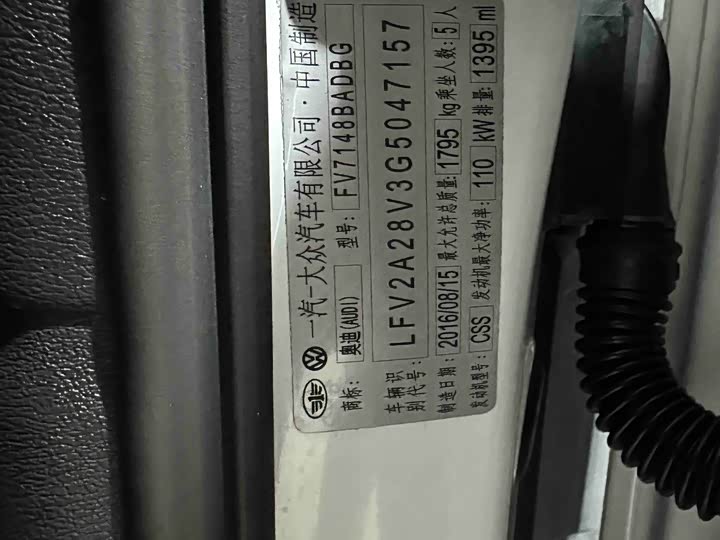 一汽-大众汽车有限公司·中国制造
商标: 奥迪(AUDI) 型号: FV7148BADBG
车辆识别代号: LFV2A28V3G5047157
制造日期: 2016/08/15 最大允许总质量: 1795 kg 乘坐人数: 5 人
发动机型号: CSS 发动机最大净功率: 110 kW 排量: 1395 ml